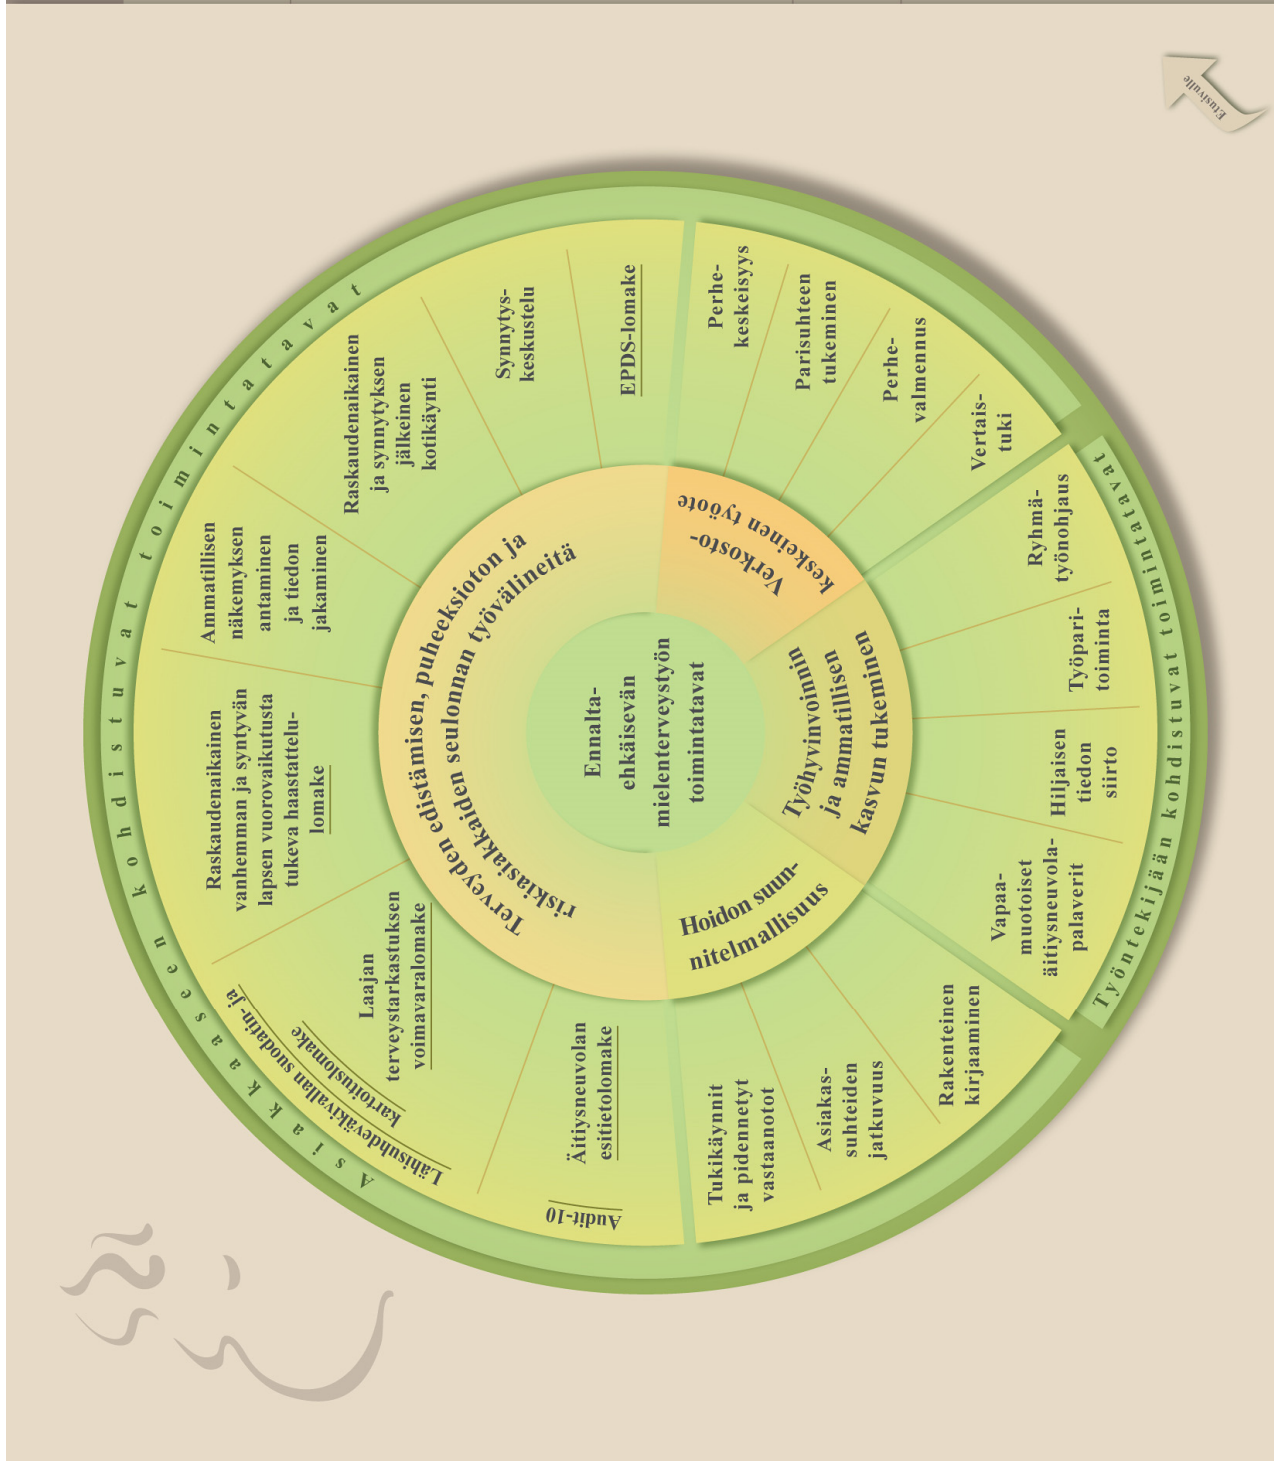 Etusivulle
Ennalta-
ehkäisevän
mielenterveystyön
toimintatavat
Asiakkaaseen kohdistuvat toimintatavat
Työntekijään kohdistuvat toimintatavat
Terveyden edistämisen, puheeksioton ja
riskiasiakkaiden seulonnan työvälineitä
Audit-10
Äitiysneuvolan
esitietolomake
Lähisuhdeväkivallan suodatin- ja
kartoituslomake
Laajan
terveystarkastuksen
voimavaralomake
Raskaudenaikainen
vanhemman ja syntyvän
lapsen vuorovaikutusta
tukeva haastattelu-
lomake
Ammatillisen
näkemyksen
antaminen
ja tiedon
jakaminen
Raskaudenaikainen
ja synnytyksen
jälkeinen
kotikäynti
Synnytys-
keskustelu
EPDS-lomake
Verkosto-
keskeinen työote
Perhe-
keskeisyys
Parisuhteen
tukeminen
Perhe-
valmennus
Vertais-
tuki
Työhyvinvoinnin
ja ammatillisen
kasvun tukeminen
Ryhmä-
työnohjaus
Työpari-
toiminta
Hiljaisen
tiedon
siirto
Vapaa-
muotoiset
äitiysneuvola-
palaverit
Hoidon suun-
nitelmallisuus
Rakenteinen
kirjaaminen
Asiakas-
suhteiden
jatkuvuus
Tukikäynnit
ja pidennetyt
vastaanotot